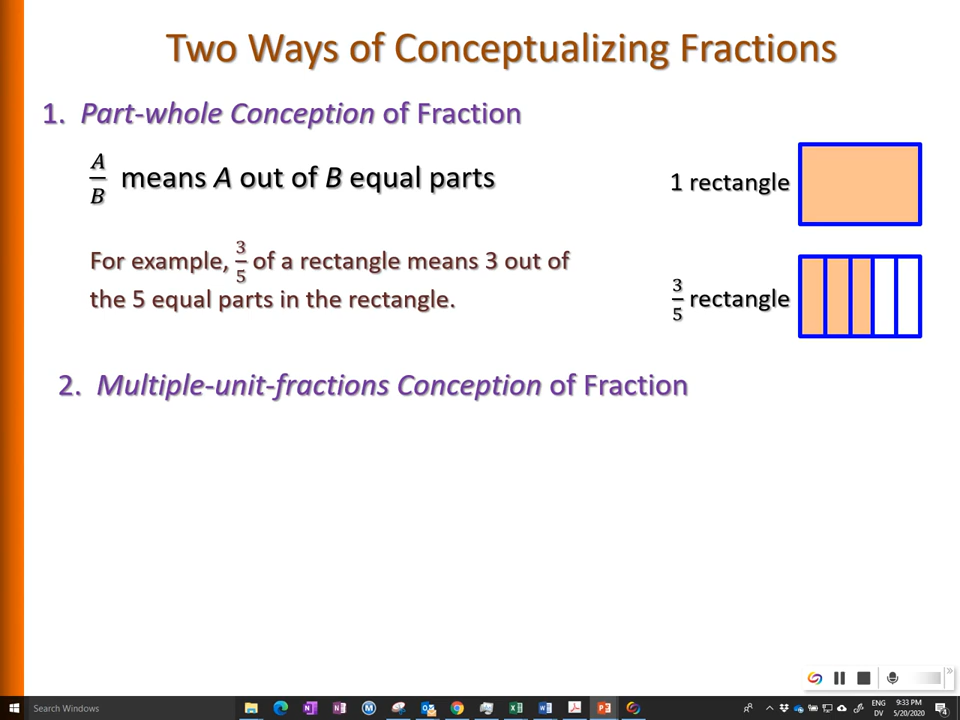 Two Ways of Conceptualizing Fractions
1. Part-whole Conception of Fraction
A/B means A out of B equal parts
1 rectangle
For example, 3/5 of a rectangle means 3 out of
the 5 equal parts in the rectangle.
3/5 rectangle
2. Multiple-unit-fractions Conception of Fraction
Search Windows
ENG
DV
9:33 PM
5/20/2020